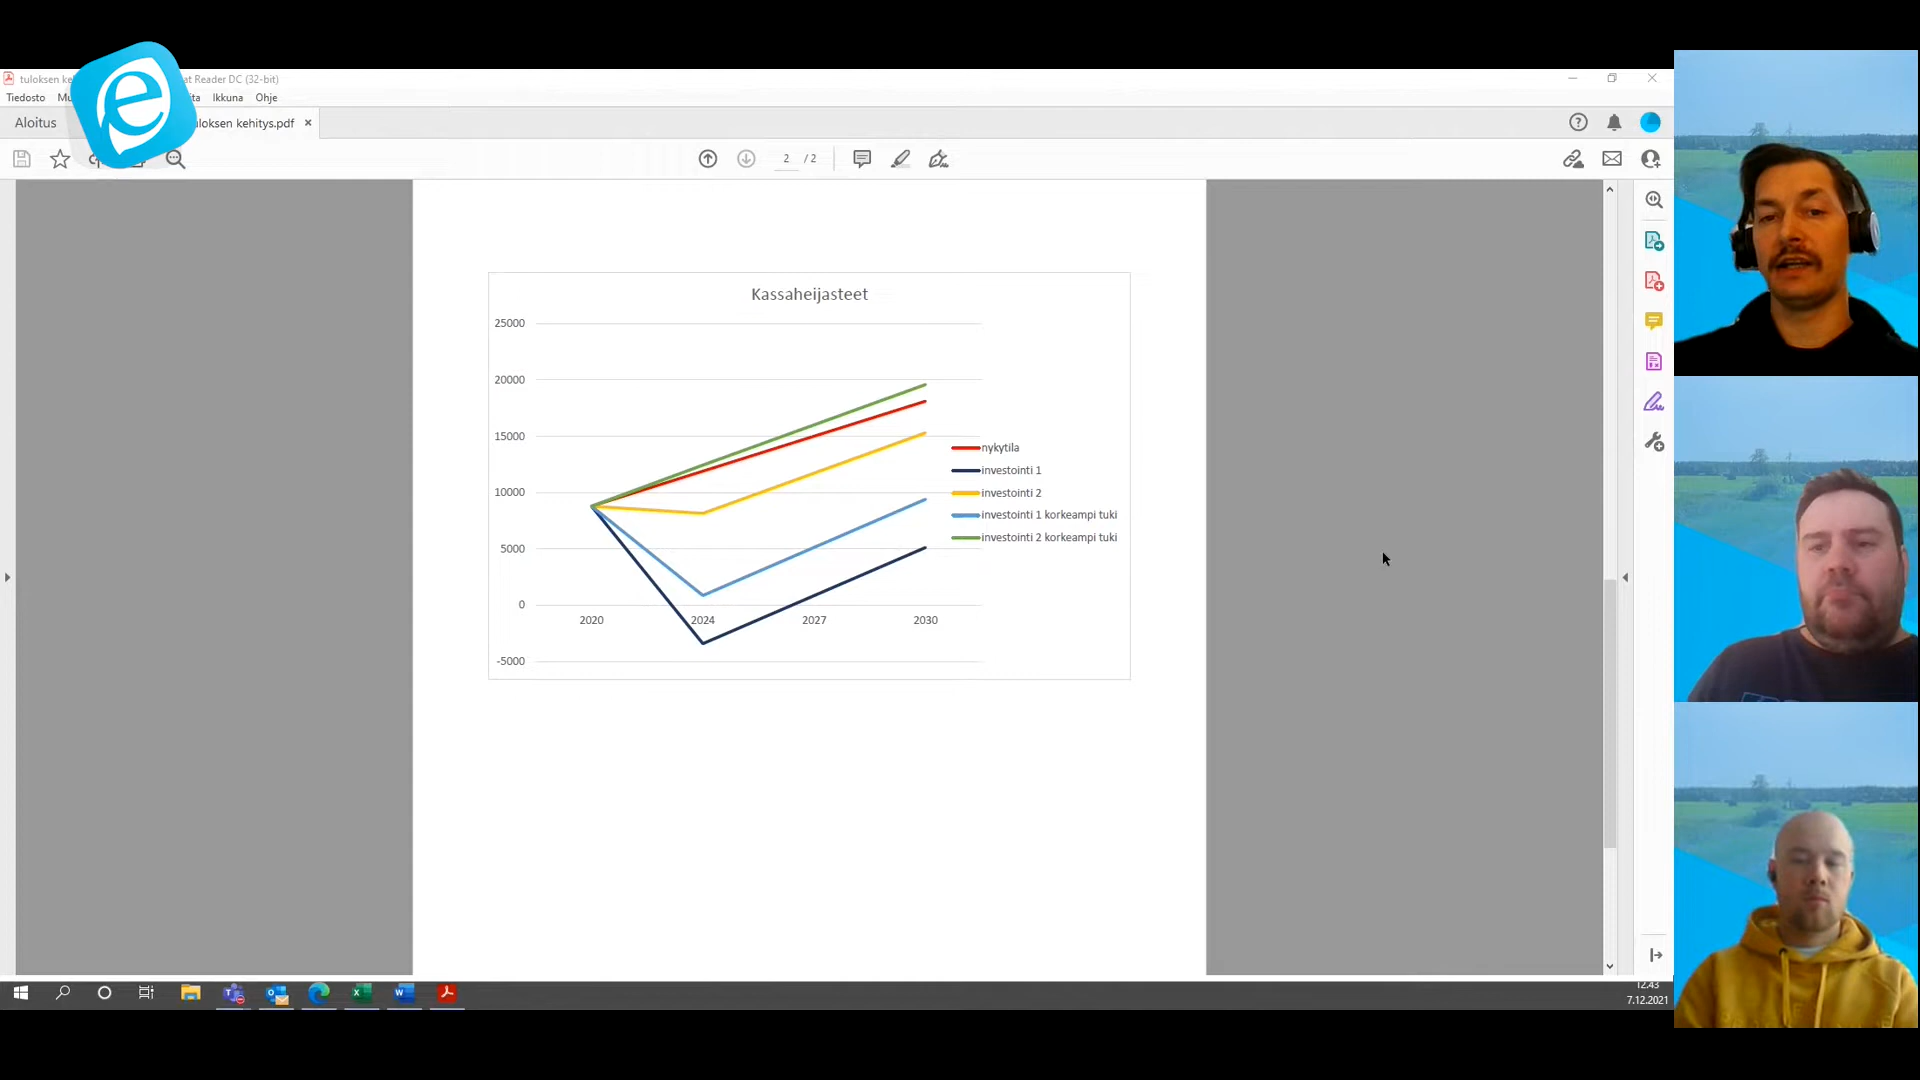 tuloksen ke at Reader DC (32-bit)
Tiedosto Mu ta Ikkuna Ohje
Aloitus uloksen kehitys.pdf
2 / 2
Kassaheijasteet
25000
20000
15000
10000
5000
0
-5000
2020 2024 2027 2030
nykytila
investointi 1
investointi 2
investointi 1 korkeampi tuki
investointi 2 korkeampi tuki
12.43
7.12.2021